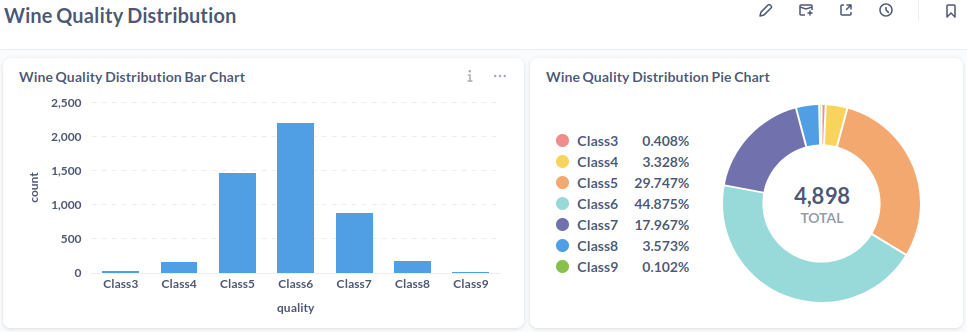 Wine Quality Distribution
Wine Quality Distribution Bar Chart
2,500
2,000
1,500
1,000
500
0
count
Class3 Class4 Class5 Class6 Class7 Class8 Class9
quality
Wine Quality Distribution Pie Chart
Class3 0.408%
Class4 3.328%
Class5 29.747%
Class6 44.875%
Class7 17.967%
Class8 3.573%
Class9 0.102%
4,898
TOTAL